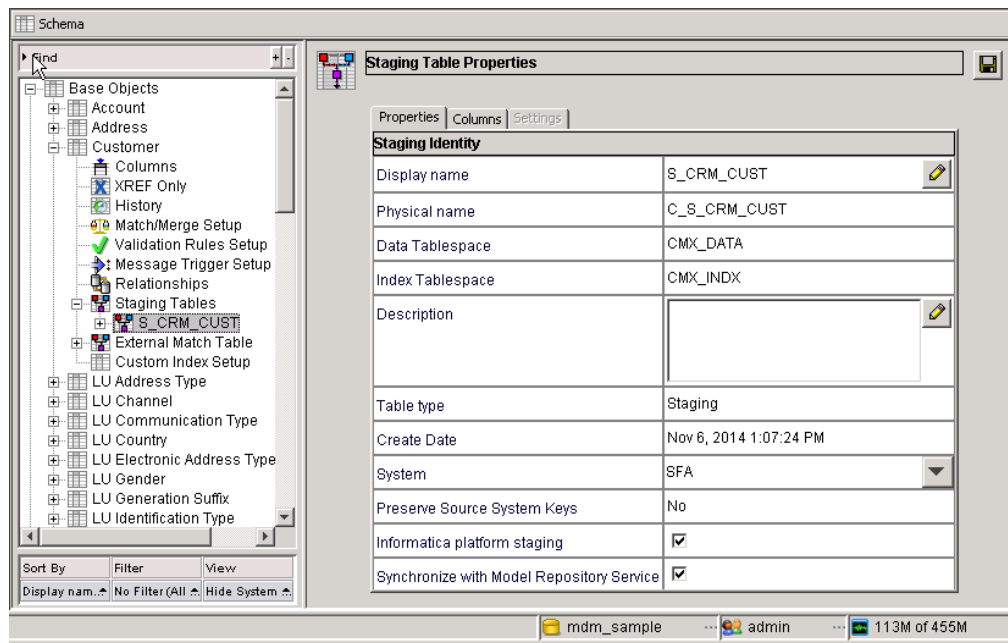 Schema
Find
+ -
Base Objects
Account
Address
Customer
Columns
XREF Only
History
Match/Merge Setup
Validation Rules Setup
Message Trigger Setup
Relationships
Staging Tables
S_CRM_CUST
External Match Table
Custom Index Setup
LU Address Type
LU Channel
LU Communication Type
LU Country
LU Electronic Address Type
LU Gender
LU Generation Suffix
LU Identification Type
Sort By Filter View
Display nam.. No Filter (All Hide System
Staging Table Properties
Properties Columns Settings
Staging Identity
Display name S_CRM_CUST
Physical name C_S_CRM_CUST
Data Tablespace CMX_DATA
Index Tablespace CMX_INDX
Description
Table type Staging
Create Date Nov 6, 2014 1:07:24 PM
System SFA
Preserve Source System Keys No
Informatica platform staging
Synchronize with Model Repository Service
mdm_sample ... admin ... 113M of 455M